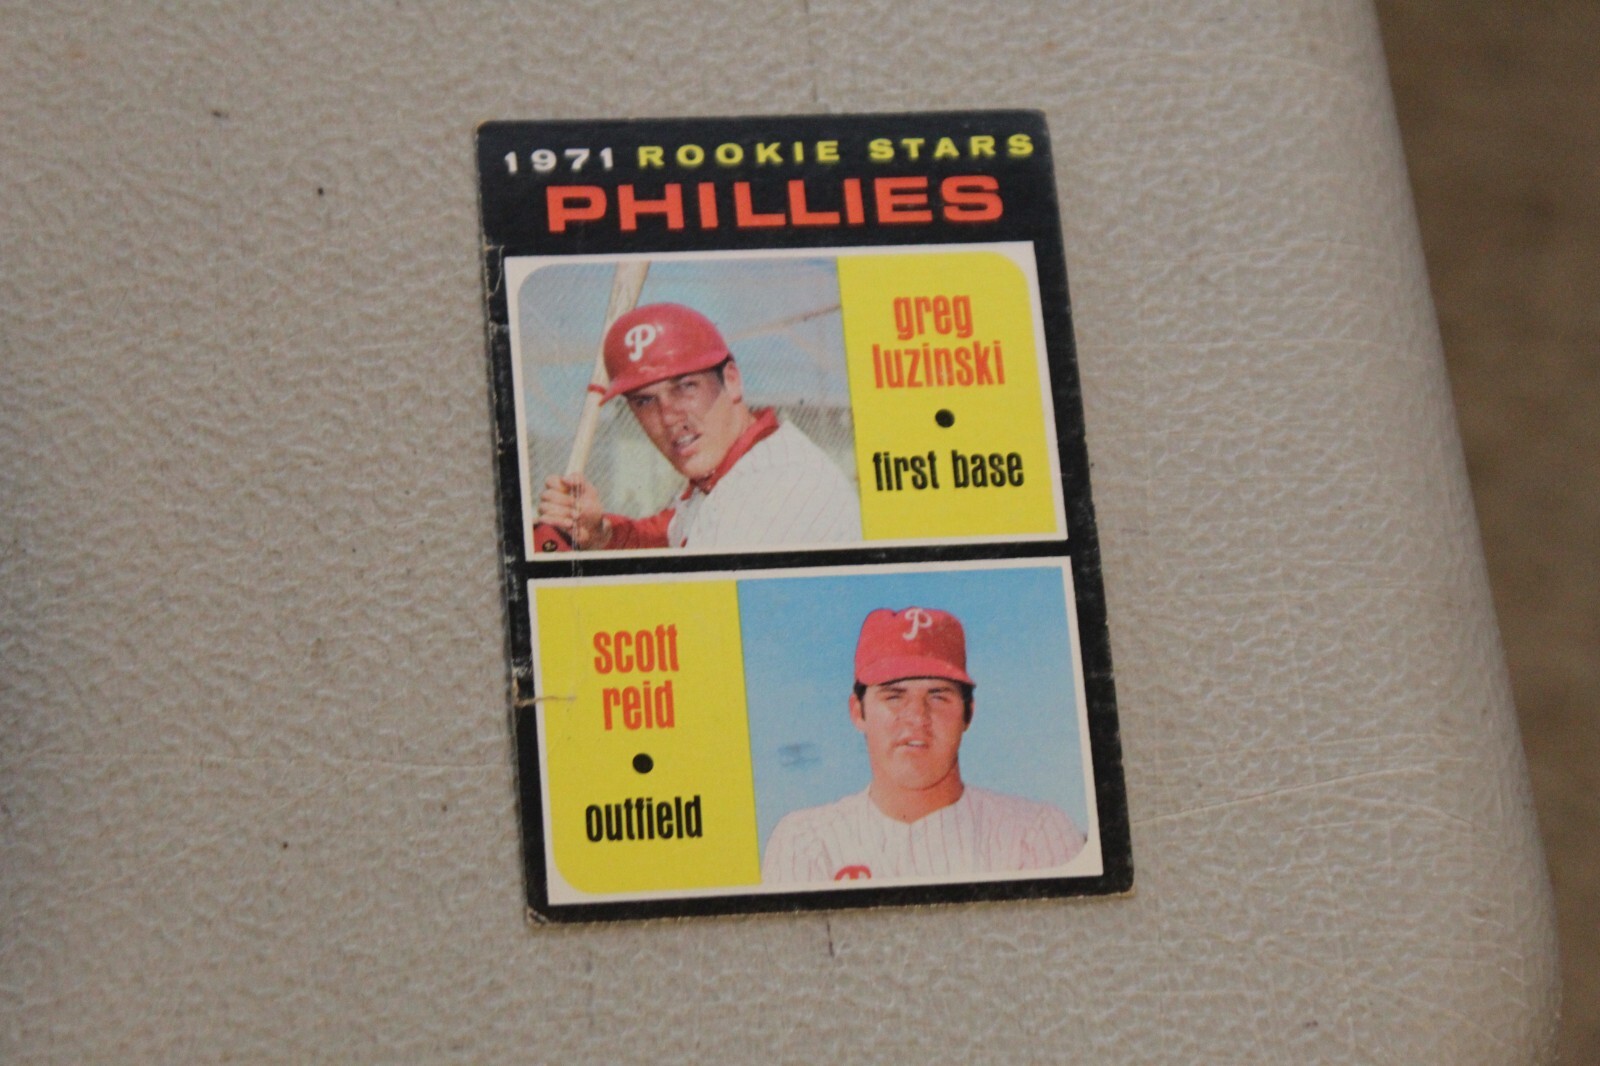 1971 ROOKIE STARS
PHILLIES
greg
luzinski
first base
P
scott
reid
outfield
P